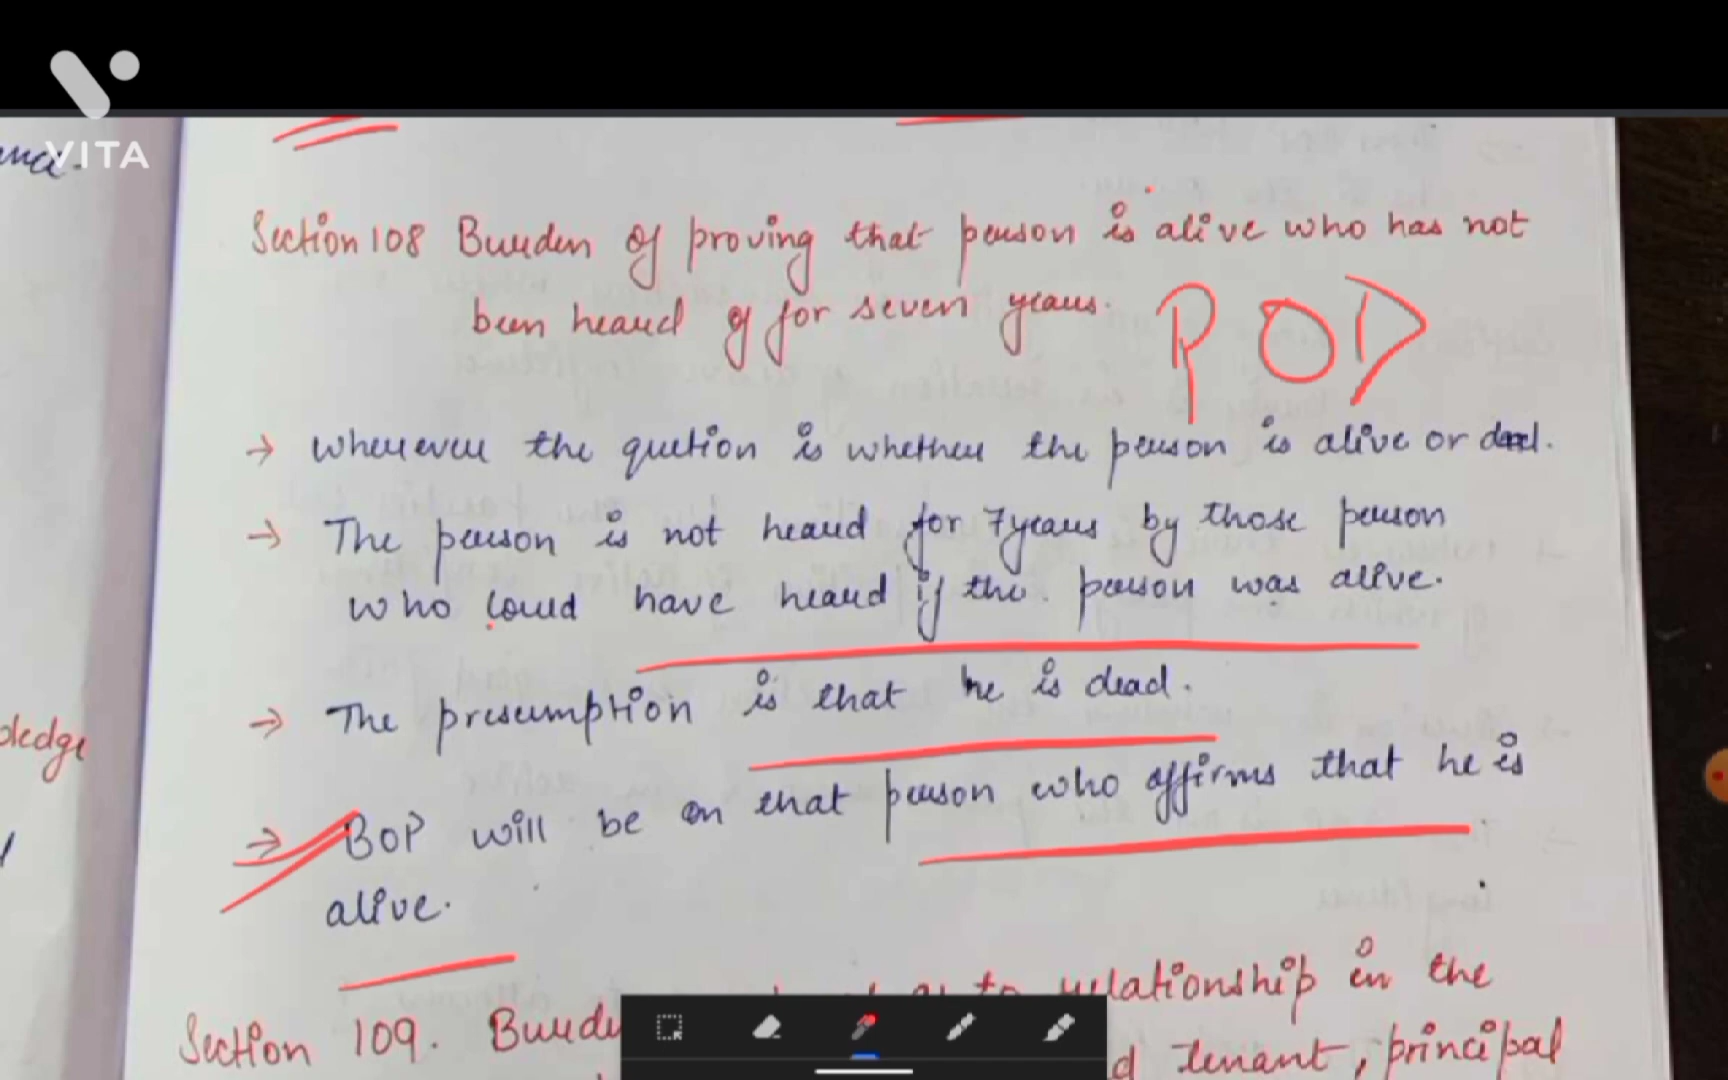 VITA
Section 108 Burden of proving that person is alive who has not
been heard of for seven years.
POD
→ Whenever the quetion is whether the person is alive or dead.
→ The person is not heard for 7years by those person
who could have heard if the person was alive.
→ The presumption is that he is dead.
→ BOP will be on that person who affirms that he is
alive.
relationship in the
Section 109.
tenant, principal